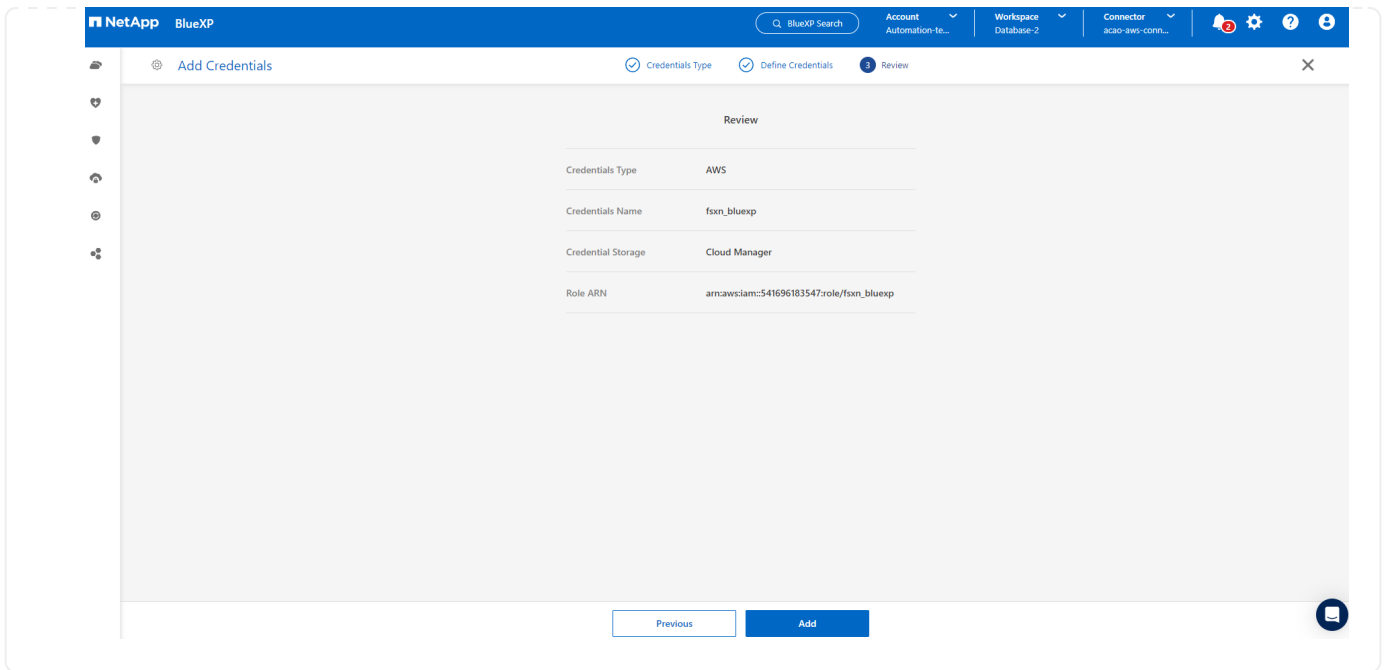 NetApp BlueXP
BlueXP Search
Account
Automation-te...
Workspace
Database-2
Connector
acao-aws-conn...
2
Add Credentials
Credentials Type
Define Credentials
3 Review
Review
Credentials Type AWS
Credentials Name fsxn_bluexp
Credential Storage Cloud Manager
Role ARN arn:aws:iam::541696183547:role/fsxn_bluexp
Previous
Add